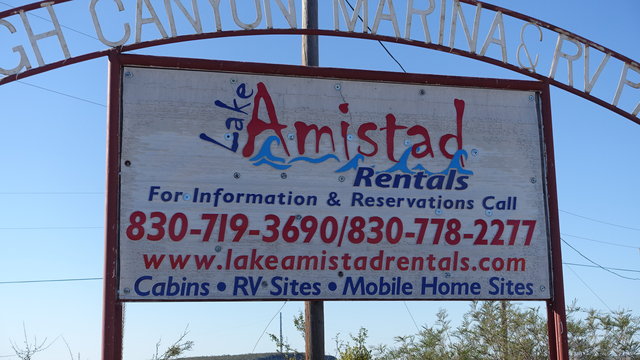 GH CANYON MARINA & RV P
Lake
Amistad
Rentals
For Information & Reservations Call
830-719-3690/830-778-2277
www.lakeamistadrentals.com
Cabins • RV Sites • Mobile Home Sites